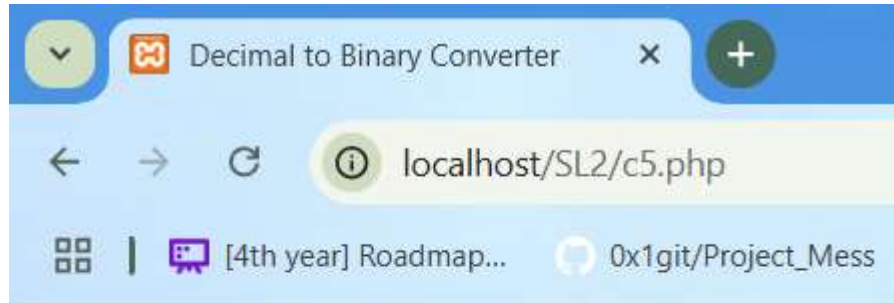 Decimal to Binary Converter
localhost/SL2/c5.php
[4th year] Roadmap... 0x1git/Project_Mess